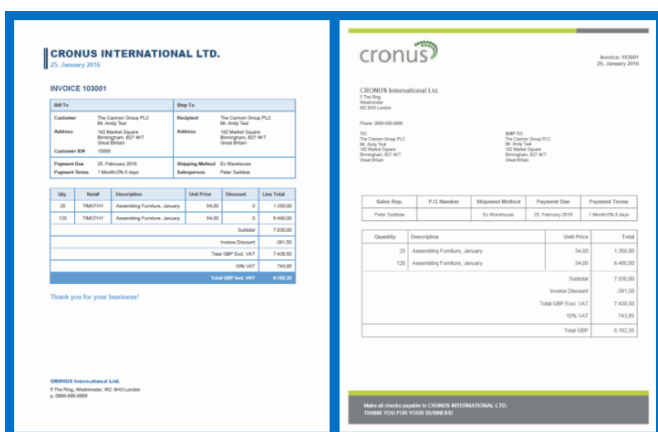 CRONUS INTERNATIONAL LTD.
25. January 2016
INVOICE 103001
Bill To
Ship To
Customer The Cannon Group PLC
Mr. Andy Teal
Recipient The Cannon Group PLC
Mr. Andy Teal
Address 192 Market Square
Birmingham, B27 4KT
Great Britain
Address 192 Market Square
Birmingham, B27 4KT
Great Britain
Customer ID# 10000
Payment Due 25. February 2016 Shipping Method Ex Warehouse
Payment Terms 1 Month/2% 8 days Salesperson Peter Saddow
Qty. Item# Description Unit Price Discount Line Total
25 TIMOTHY Assembling Furniture, January 54,00 0 1.350,00
120 TIMOTHY Assembling Furniture, January 54,00 0 6.480,00
Subtotal 7.830,00
Invoice Discount -391,50
Total GBP Excl. VAT 7.438,50
10% VAT 743,85
Total GBP Incl. VAT 8.182,35
Thank you for your business!
CRONUS International Ltd.
5 The Ring, Westminster, W2 8HG London
p. 0666-666-6666
cronus
Invoice: 103001
25. January 2016
CRONUS International Ltd.
5 The Ring
Westminster
W2 8HG London
Phone: 0666-666-6666
TO
The Cannon Group PLC
Mr. Andy Teal
192 Market Square
Birmingham, B27 4KT
Great Britain
SHIP TO
The Cannon Group PLC
Mr. Andy Teal
192 Market Square
Birmingham, B27 4KT
Great Britain
Sales Rep. P.O. Number Shipment Method Payment Due Payment Terms
Peter Saddow Ex Warehouse 25. February 2016 1 Month/2% 8 days
Quantity Description Unit Price Total
25 Assembling Furniture, January 54,00 1.350,00
120 Assembling Furniture, January 54,00 6.480,00
Subtotal 7.830,00
Invoice Discount -391,50
Total GBP Excl. VAT 7.438,50
10% VAT 743,85
Total GBP 8.182,35
Make all checks payable to CRONUS INTERNATIONAL LTD.
THANK YOU FOR YOUR BUSINESS!